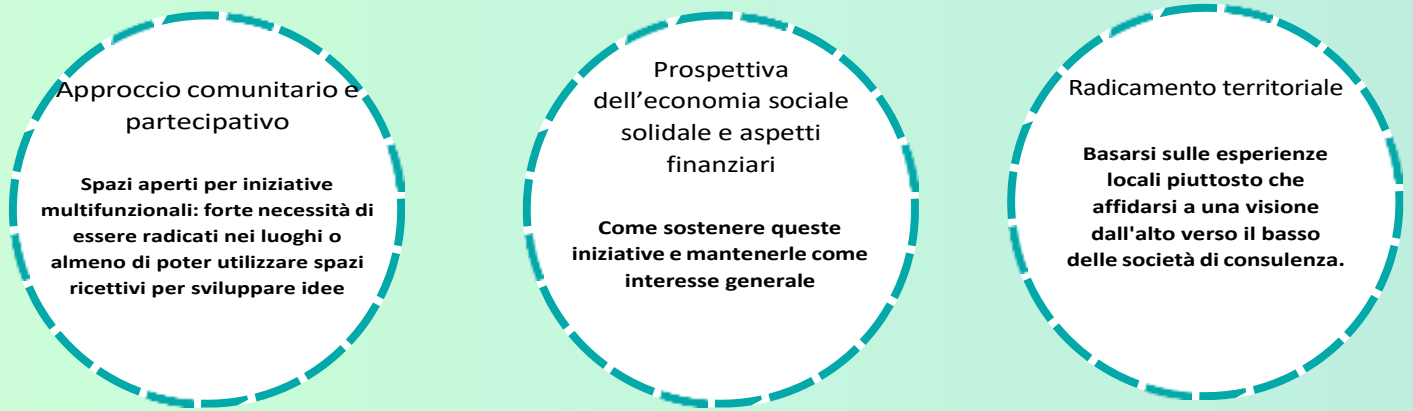 Approccio comunitario e
partecipativo
Spazi aperti per iniziative
multifunzionali: forte necessità di
essere radicati nei luoghi o
almeno di poter utilizzare spazi
ricettivi per sviluppare idee
Prospettiva
dell’economia sociale
solidale e aspetti
finanziari
Come sostenere queste
iniziative e mantenerle come
interesse generale
Radicamento territoriale
Basarsi sulle esperienze
locali piuttosto che
affidarsi a una visione
dall'alto verso il basso
delle società di consulenza.